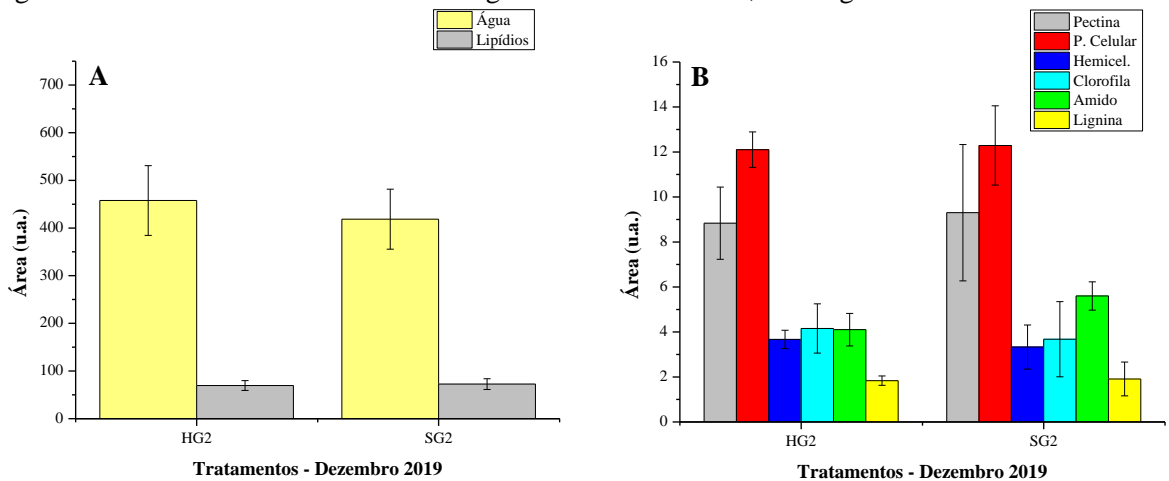 Água
Lipídios
A
700
600
500
400
300
200
100
0
Área (u.a.)
HG2
SG2
Tratamentos - Dezembro 2019
Pectina
P. Celular
Hemicel.
Clorofila
Amido
Lignina
B
16
14
12
10
8
6
4
2
0
Área (u.a.)
HG2
SG2
Tratamentos - Dezembro 2019